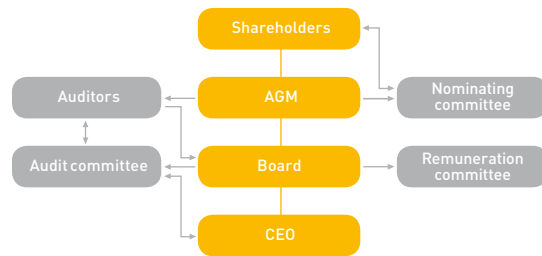 Shareholders
Auditors
AGM
Nominating
committee
Audit committee
Board
Remuneration
committee
CEO